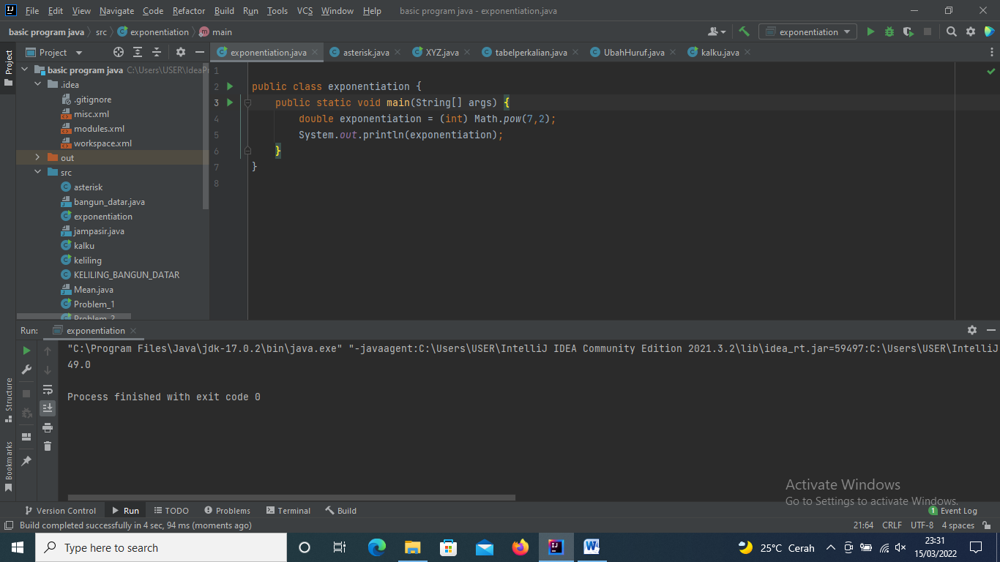 File Edit View Navigate Code Refactor Build Run Tools VCS Window Help basic program java - exponentiation.java
basic program java src exponentiation main exponentiation
Project
exponentiation.java asterisk.java XYZ.java tabelperkalian.java UbahHuruf.java kalku.java
Project
basic program java C:\Users\USER\IdeaPr
.idea
.gitignore
misc.xml
modules.xml
workspace.xml
out
src
asterisk
bangun_datar.java
exponentiation
jampasir.java
kalku
keliling
KELILING_BANGUN_DATAR
Mean.java
Problem_1
Problem_2
1
2 public class exponentiation {
3 public static void main(String[] args) {
4 double exponentiation = (int) Math.pow(7,2);
5 System.out.println(exponentiation);
6 }
7 }
8
Run: exponentiation
"C:\Program Files\Java\jdk-17.0.2\bin\java.exe" "-javaagent:C:\Users\USER\IntelliJ IDEA Community Edition 2021.3.2\lib\idea_rt.jar=59497:C:\Users\USER\IntelliJ
49.0
Process finished with exit code 0
Structure
Bookmarks
Activate Windows
Go to Settings to activate Windows.
Version Control Run TODO Problems Terminal Build 1 Event Log
Build completed successfully in 4 sec, 94 ms (moments ago) 21:64 CRLF UTF-8 4 spaces
Type here to search 25°C Cerah 23:31
15/03/2022